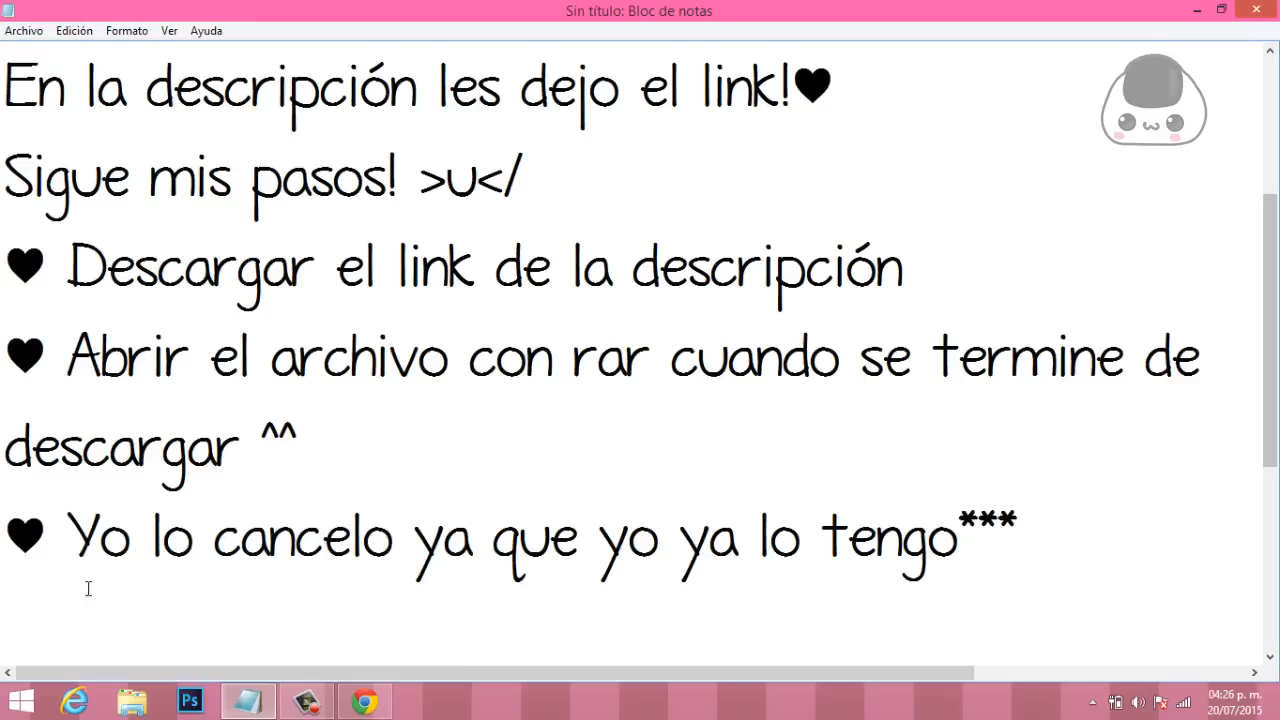 Sin título: Bloc de notas
Archivo Edición Formato Ver Ayuda
En la descripción les dejo el link!♥
Sigue mis pasos! >u</
♥ Descargar el link de la descripción
♥ Abrir el archivo con rar cuando se termine de
descargar ^^
♥ Yo lo cancelo ya que yo ya lo tengo***
Ps
04:26 p. m.
20/07/2015